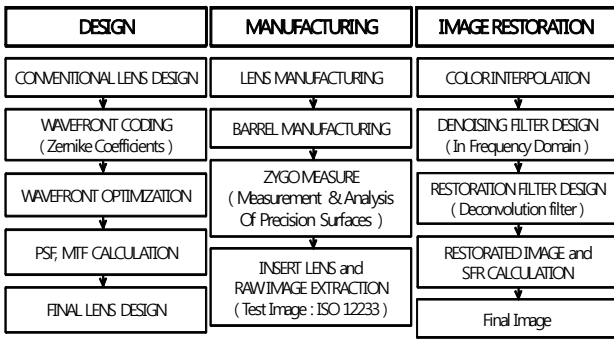 DESIGN
CONVENTIONAL LENS DESIGN
WAVEFRONT CODING
( Zernike Coefficients )
WAVEFRONT OPTIMIZATION
PSF, MTF CALCULATION
FINAL LENS DESIGN
MANUFACTURING
LENS MANUFACTURING
BARREL MANUFACTURING
ZYGO MEASURE
( Measurement & Analysis
Of Precision Surfaces )
INSERT LENS and
RAW IMAGE EXTRACTION
( Test Image : ISO 12233 )
IMAGE RESTORATION
COLOR INTERPOLATION
DENOISING FILTER DESIGN
( In Frequency Domain )
RESTORATION FILTER DESIGN
( Deconvolution filter )
RESTORATED IMAGE and
SFR CALCULATION
Final Image